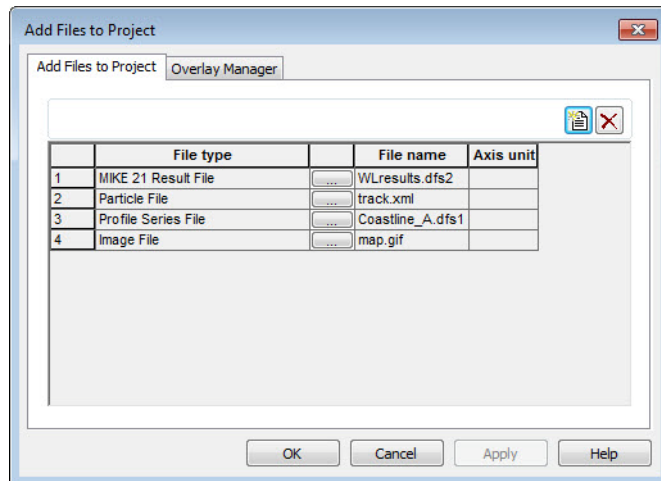 Add Files to Project
Add Files to Project Overlay Manager
File type File name Axis unit
1 MIKE 21 Result File ... WLresults.dfs2
2 Particle File ... track.xml
3 Profile Series File ... Coastline_A.dfs1
4 Image File ... map.gif
OK Cancel Apply Help